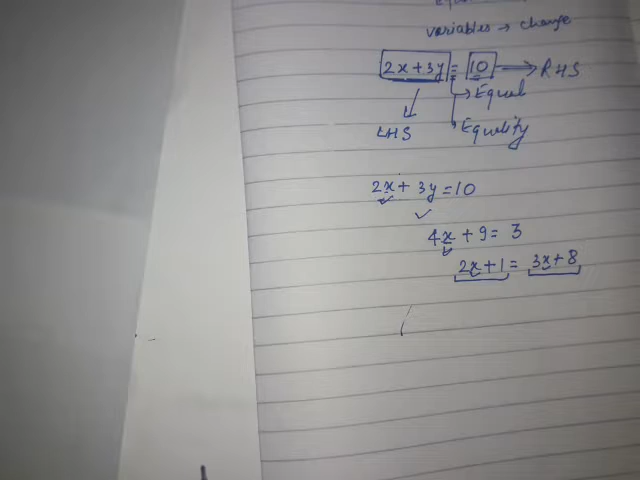 variables → change
2x+3y = 10 → RHS
→ Equal
LHS
Equality
2x + 3y = 10
4x + 9 = 3
2x + 1 = 3x + 8